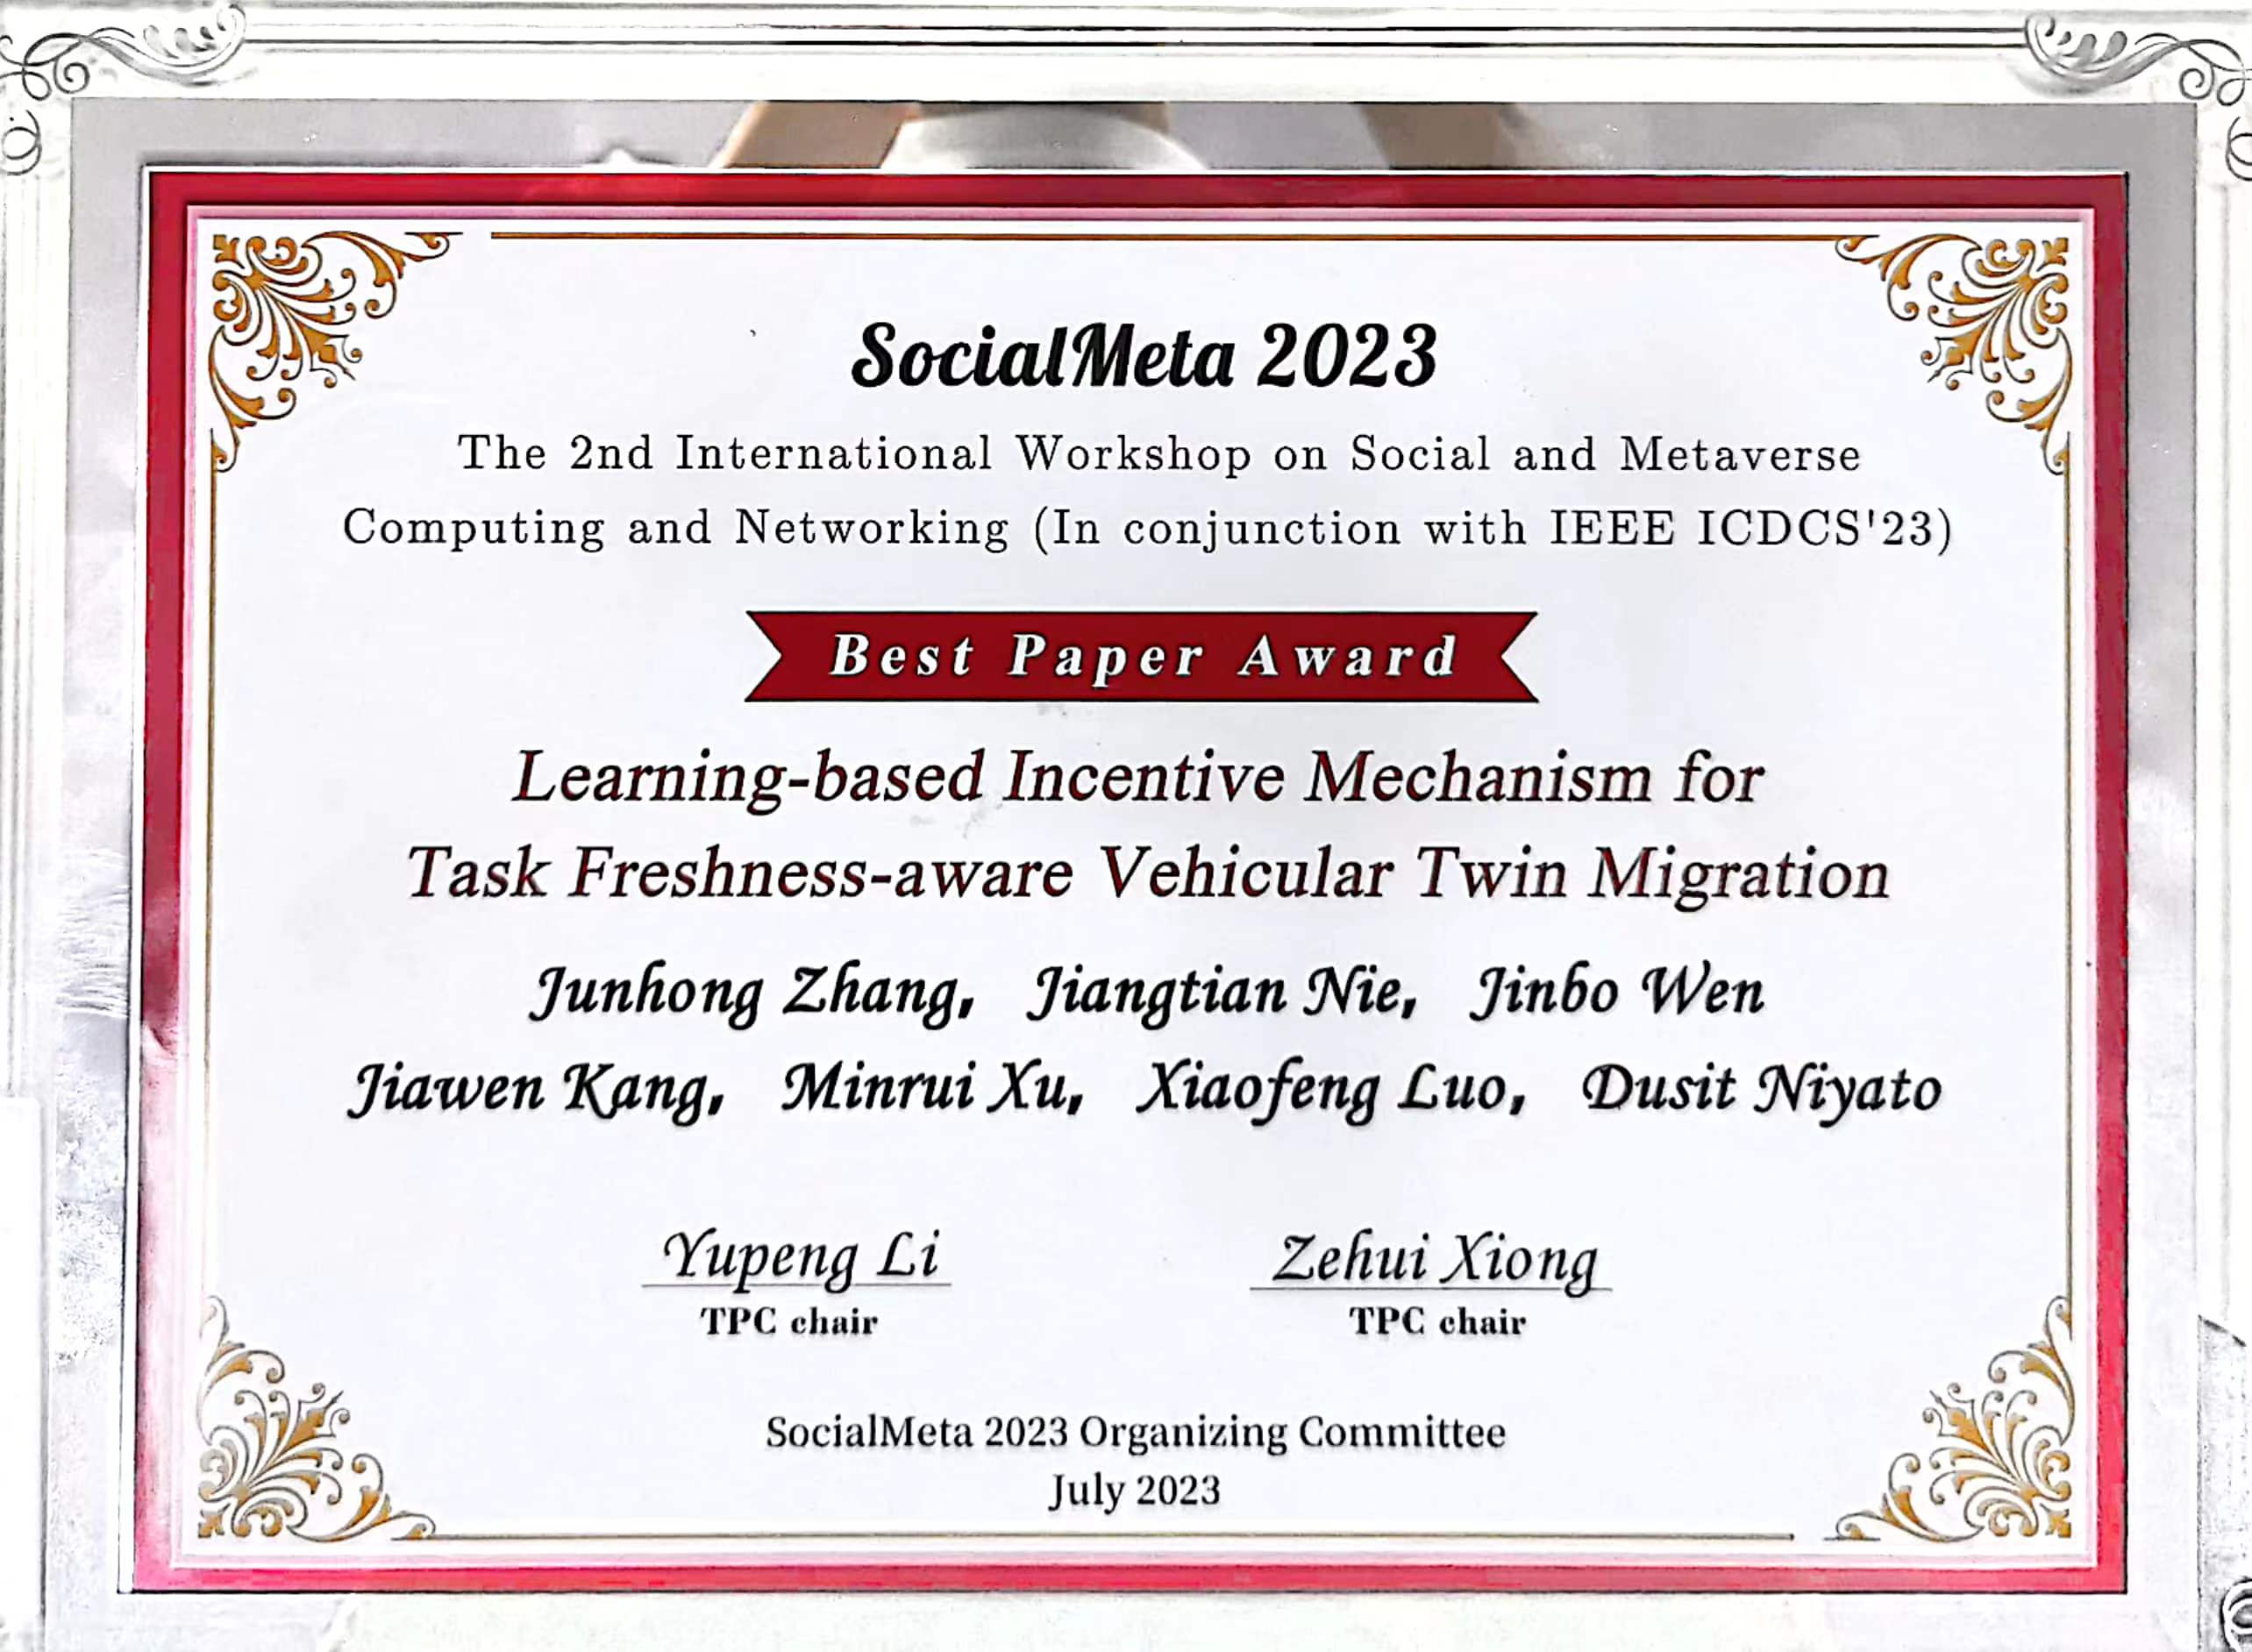 SocialMeta 2023
The 2nd International Workshop on Social and Metaverse
Computing and Networking (In conjunction with IEEE ICDCS'23)
Best Paper Award
Learning-based Incentive Mechanism for
Task Freshness-aware Vehicular Twin Migration
Junhong Zhang, Jiangtian Nie, Jinbo Wen
Jiawen Kang, Minrui Xu, Xiaofeng Luo, Dusit Niyato
Yupeng Li Zehui Xiong
TPC chair TPC chair
SocialMeta 2023 Organizing Committee
July 2023